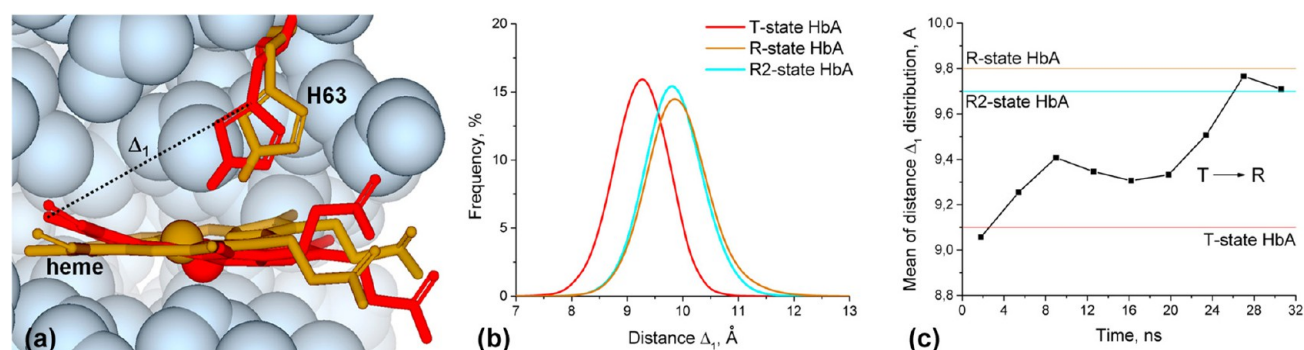 H63
Δ1
heme
(a)
20
15
10
5
0
Frequency, %
T-state HbA
R-state HbA
R2-state HbA
7 8 9 10 11 12 13
Distance Δ1, Å
(b)
10,0
9.8
9.6
9.4
9.2
9.0
8.8
Mean of distance Δ1 distribution, A
R-state HbA
R2-state HbA
T → R
T-state HbA
0 4 8 12 16 20 24 28 32
Time, ns
(c)